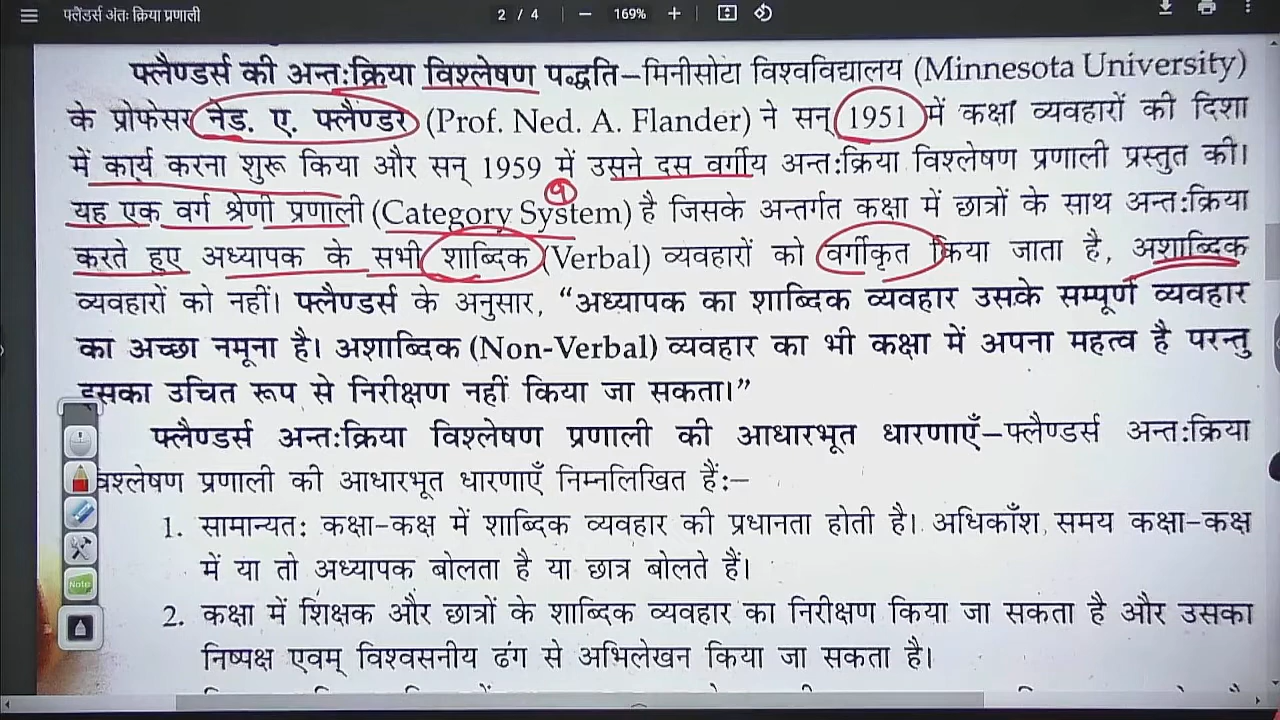 फ्लैंडर्स अंतः क्रिया प्रणाली
2 / 4
169%
फ्लैण्डर्स की अन्त:क्रिया विश्लेषण पद्धति–मिनीसोटा विश्वविद्यालय (Minnesota University)
के प्रोफेसर नेड. ए. फ्लैंण्डर (Prof. Ned. A. Flander) ने सन् 1951 में कक्षा व्यवहारों की दिशा
में कार्य करना शुरू किया और सन् 1959 में उसने दस वर्गीय अन्त:क्रिया विश्लेषण प्रणाली प्रस्तुत की।
यह एक वर्ग श्रेणी प्रणाली (Category System) है जिसके अन्तर्गत कक्षा में छात्रों के साथ अन्त:क्रिया
करते हुए अध्यापक के सभी शाब्दिक (Verbal) व्यवहारों को वर्गीकृत किया जाता है, अशाब्दिक
व्यवहारों को नहीं। फ्लैण्डर्स के अनुसार, “अध्यापक का शाब्दिक व्यवहार उसके सम्पूर्ण व्यवहार
का अच्छा नमूना है। अशाब्दिक (Non-Verbal) व्यवहार का भी कक्षा में अपना महत्व है परन्तु
इसका उचित रूप से निरीक्षण नहीं किया जा सकता।”
फ्लैण्डर्स अन्त:क्रिया विश्लेषण प्रणाली की आधारभूत धारणाएँ–फ्लैण्डर्स अन्त:क्रिया
विश्लेषण प्रणाली की आधारभूत धारणाएँ निम्नलिखित हैं:–
1. सामान्यत: कक्षा-कक्ष में शाब्दिक व्यवहार की प्रधानता होती है। अधिकाँश समय कक्षा-कक्ष
में या तो अध्यापक बोलता है या छात्र बोलते हैं।
Note
2. कक्षा में शिक्षक और छात्रों के शाब्दिक व्यवहार का निरीक्षण किया जा सकता है और उसका
निष्पक्ष एवम् विश्वसनीय ढंग से अभिलेखन किया जा सकता है।